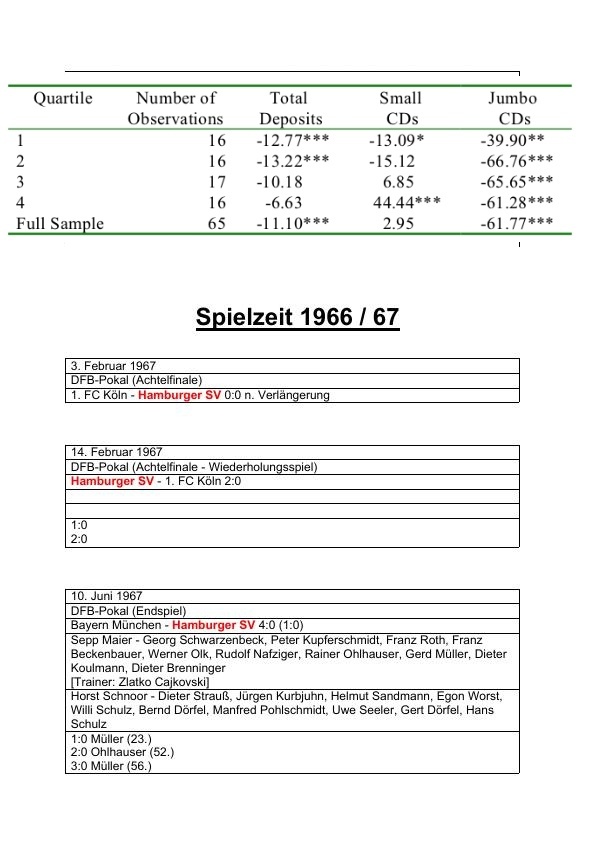 Quartile Number of Observations Total Deposits Small CDs Jumbo CDs
1 16 -12.77*** -13.09* -39.90**
2 16 -13.22*** -15.12 -66.76***
3 17 -10.18 6.85 -65.65***
4 16 -6.63 44.44*** -61.28***
Full Sample 65 -11.10*** 2.95 -61.77***
Spielzeit 1966 / 67
3. Februar 1967
DFB-Pokal (Achtelfinale)
1. FC Köln - Hamburger SV 0:0 n. Verlängerung
14. Februar 1967
DFB-Pokal (Achtelfinale - Wiederholungsspiel)
Hamburger SV - 1. FC Köln 2:0
1:0
2:0
10. Juni 1967
DFB-Pokal (Endspiel)
Bayern München - Hamburger SV 4:0 (1:0)
Sepp Maier - Georg Schwarzenbeck, Peter Kupferschmidt, Franz Roth, Franz
Beckenbauer, Werner Olk, Rudolf Nafziger, Rainer Ohlhauser, Gerd Müller, Dieter
Koulmann, Dieter Brenninger
[Trainer: Zlatko Cajkovski]
Horst Schnoor - Dieter Strauß, Jürgen Kurbjuhn, Helmut Sandmann, Egon Worst,
Willi Schulz, Bernd Dörfel, Manfred Pohlschmidt, Uwe Seeler, Gert Dörfel, Hans
Schulz
1:0 Müller (23.)
2:0 Ohlhauser (52.)
3:0 Müller (56.)